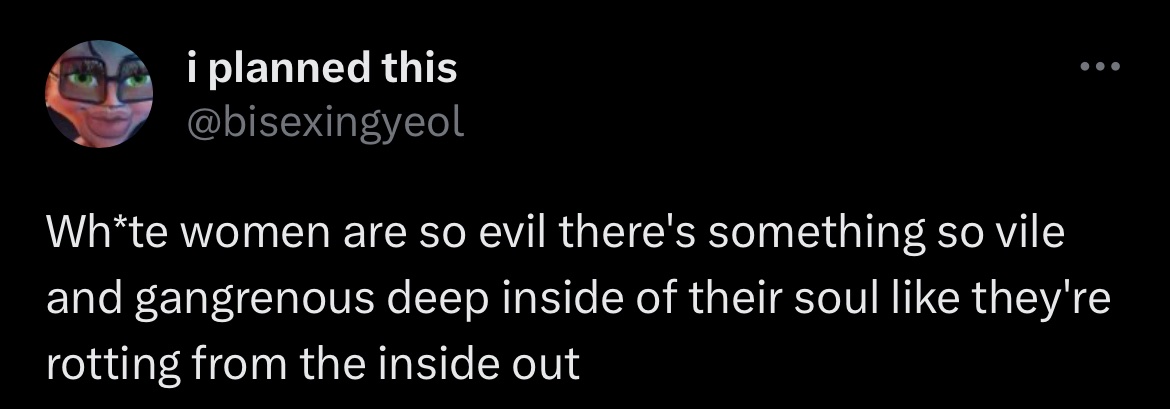 i planned this
@bisexingyeol
Wh*te women are so evil there's something so vile
and gangrenous deep inside of their soul like they're
rotting from the inside out